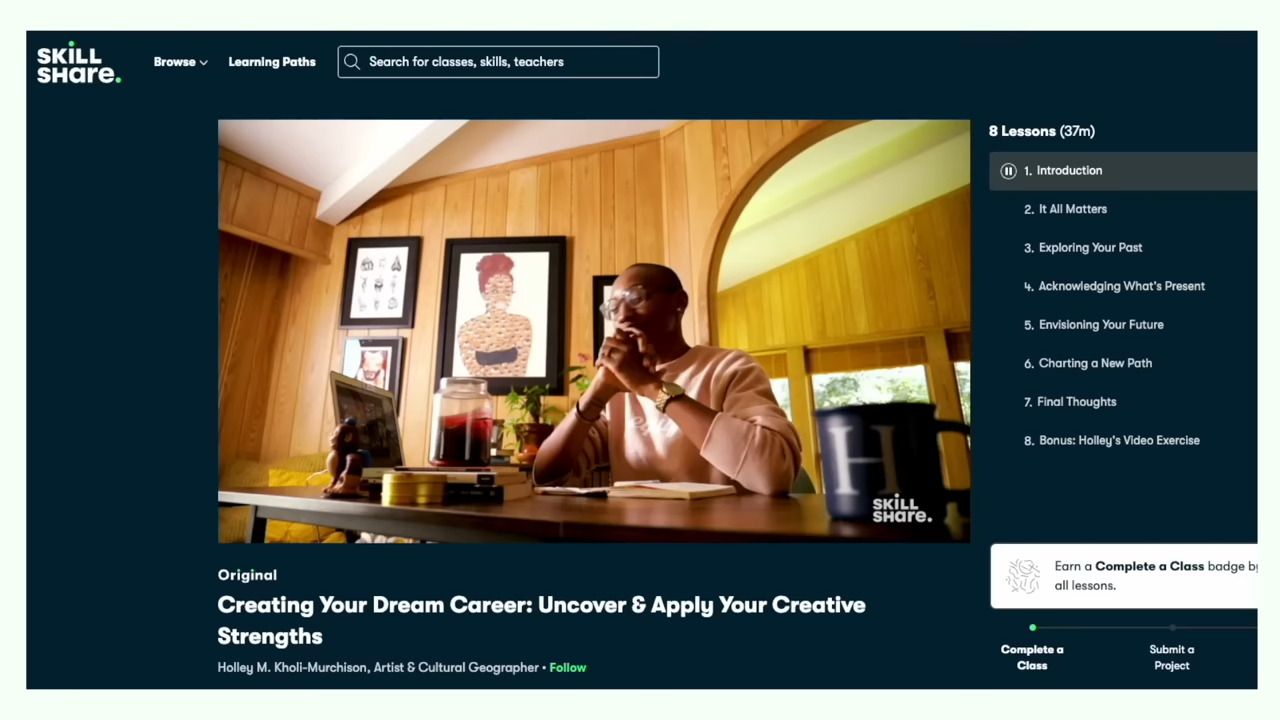 SKILL
SHARE.
Browse
Learning Paths
Search for classes, skills, teachers
8 Lessons (37m)
1. Introduction
2. It All Matters
3. Exploring Your Past
4. Acknowledging What's Present
5. Envisioning Your Future
6. Charting a New Path
7. Final Thoughts
8. Bonus: Holley's Video Exercise
H
SKILL
SHARE.
Earn a Complete a Class badge by
all lessons.
Complete a
Class
Submit a
Project
Original
Creating Your Dream Career: Uncover & Apply Your Creative
Strengths
Holley M. Kholi-Murchison, Artist & Cultural Geographer • Follow